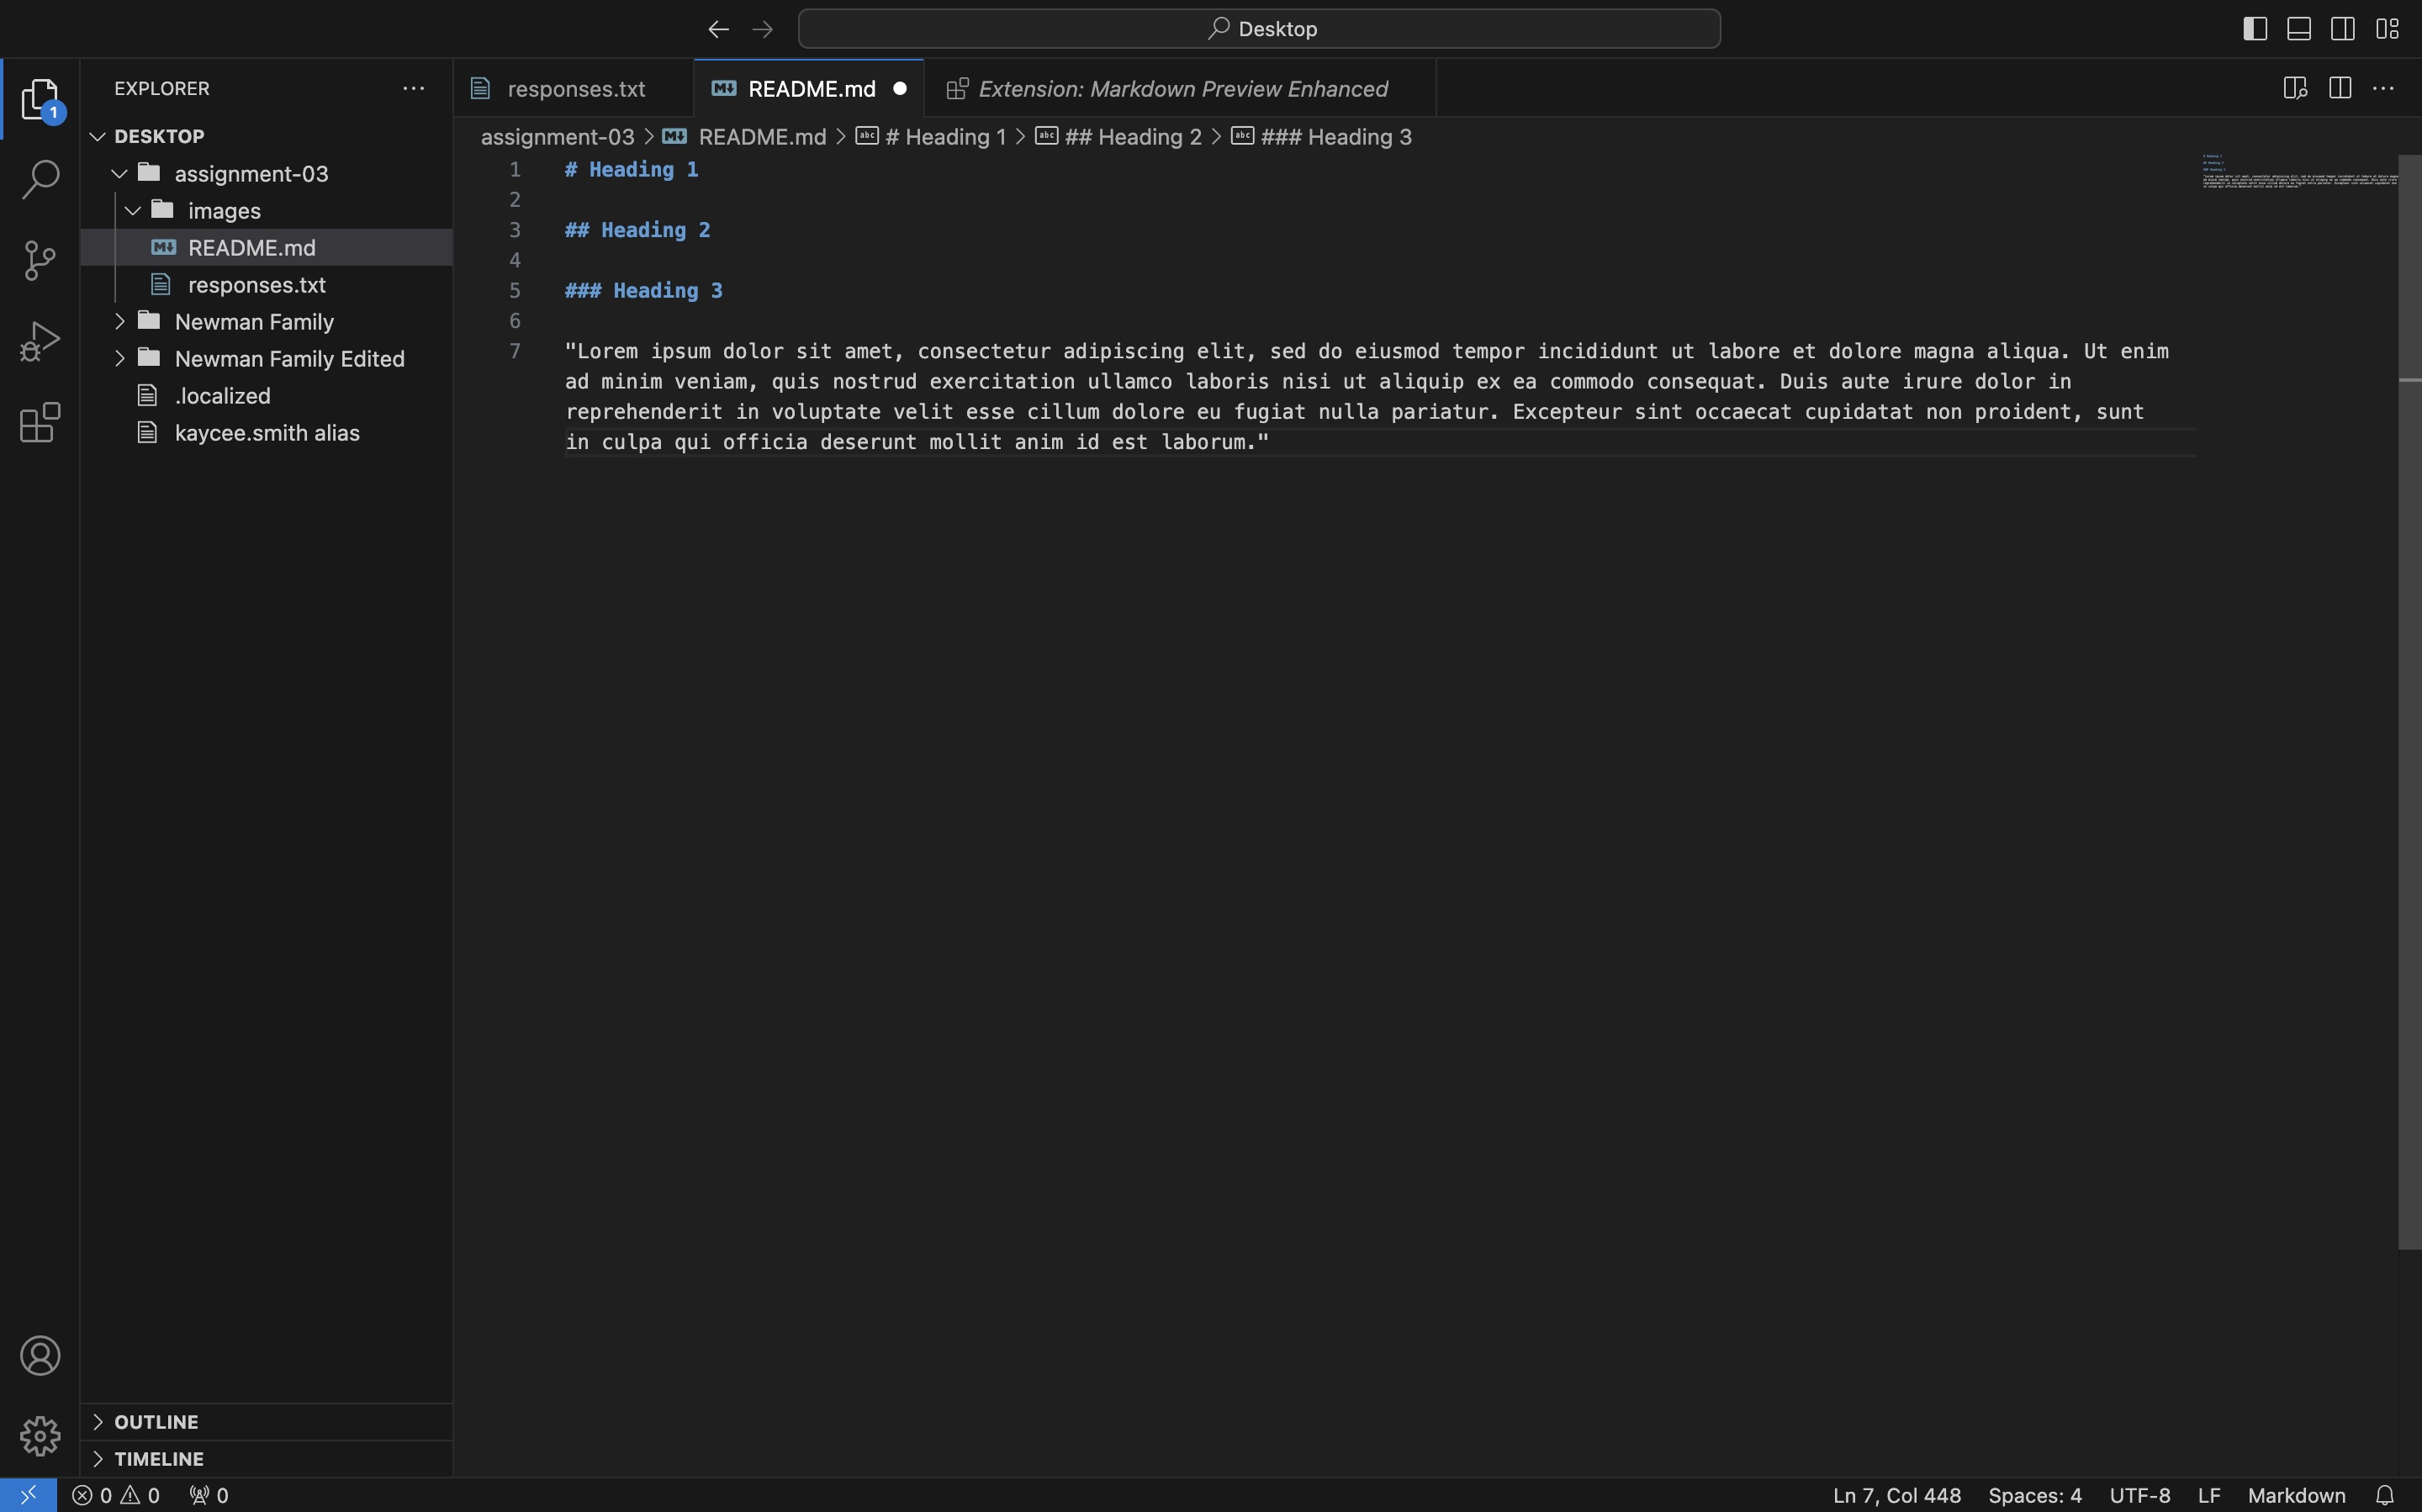 Desktop
EXPLORER
DESKTOP
assignment-03
images
README.md
responses.txt
Newman Family
Newman Family Edited
.localized
kaycee.smith alias
OUTLINE
TIMELINE
1
responses.txt
README.md
Extension: Markdown Preview Enhanced
assignment-03 > README.md > # Heading 1 > ## Heading 2 > ### Heading 3
1 # Heading 1
2
3 ## Heading 2
4
5 ### Heading 3
6
7 "Lorem ipsum dolor sit amet, consectetur adipiscing elit, sed do eiusmod tempor incididunt ut labore et dolore magna aliqua. Ut enim
ad minim veniam, quis nostrud exercitation ullamco laboris nisi ut aliquip ex ea commodo consequat. Duis aute irure dolor in
reprehenderit in voluptate velit esse cillum dolore eu fugiat nulla pariatur. Excepteur sint occaecat cupidatat non proident, sunt
in culpa qui officia deserunt mollit anim id est laborum."
0 0 0
Ln 7, Col 448 Spaces: 4 UTF-8 LF Markdown